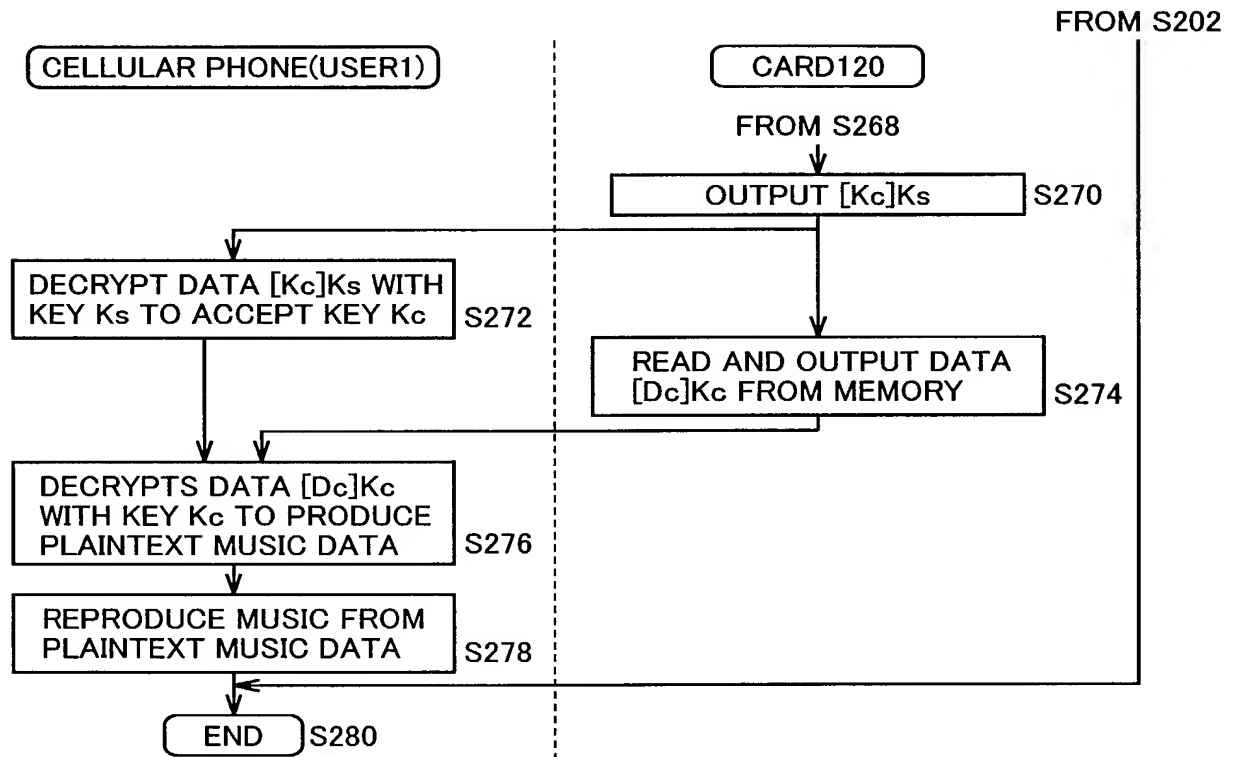 FROM S202
CELLULAR PHONE(USER1)
CARD120
FROM S268
OUTPUT [Kc]Ks
S270
DECRYPT DATA [Kc]Ks WITH
KEY Ks TO ACCEPT KEY Kc
S272
READ AND OUTPUT DATA
[Dc]Kc FROM MEMORY
S274
DECRYPTS DATA [Dc]Kc
WITH KEY Kc TO PRODUCE
PLAINTEXT MUSIC DATA
S276
REPRODUCE MUSIC FROM
PLAINTEXT MUSIC DATA
S278
END
S280